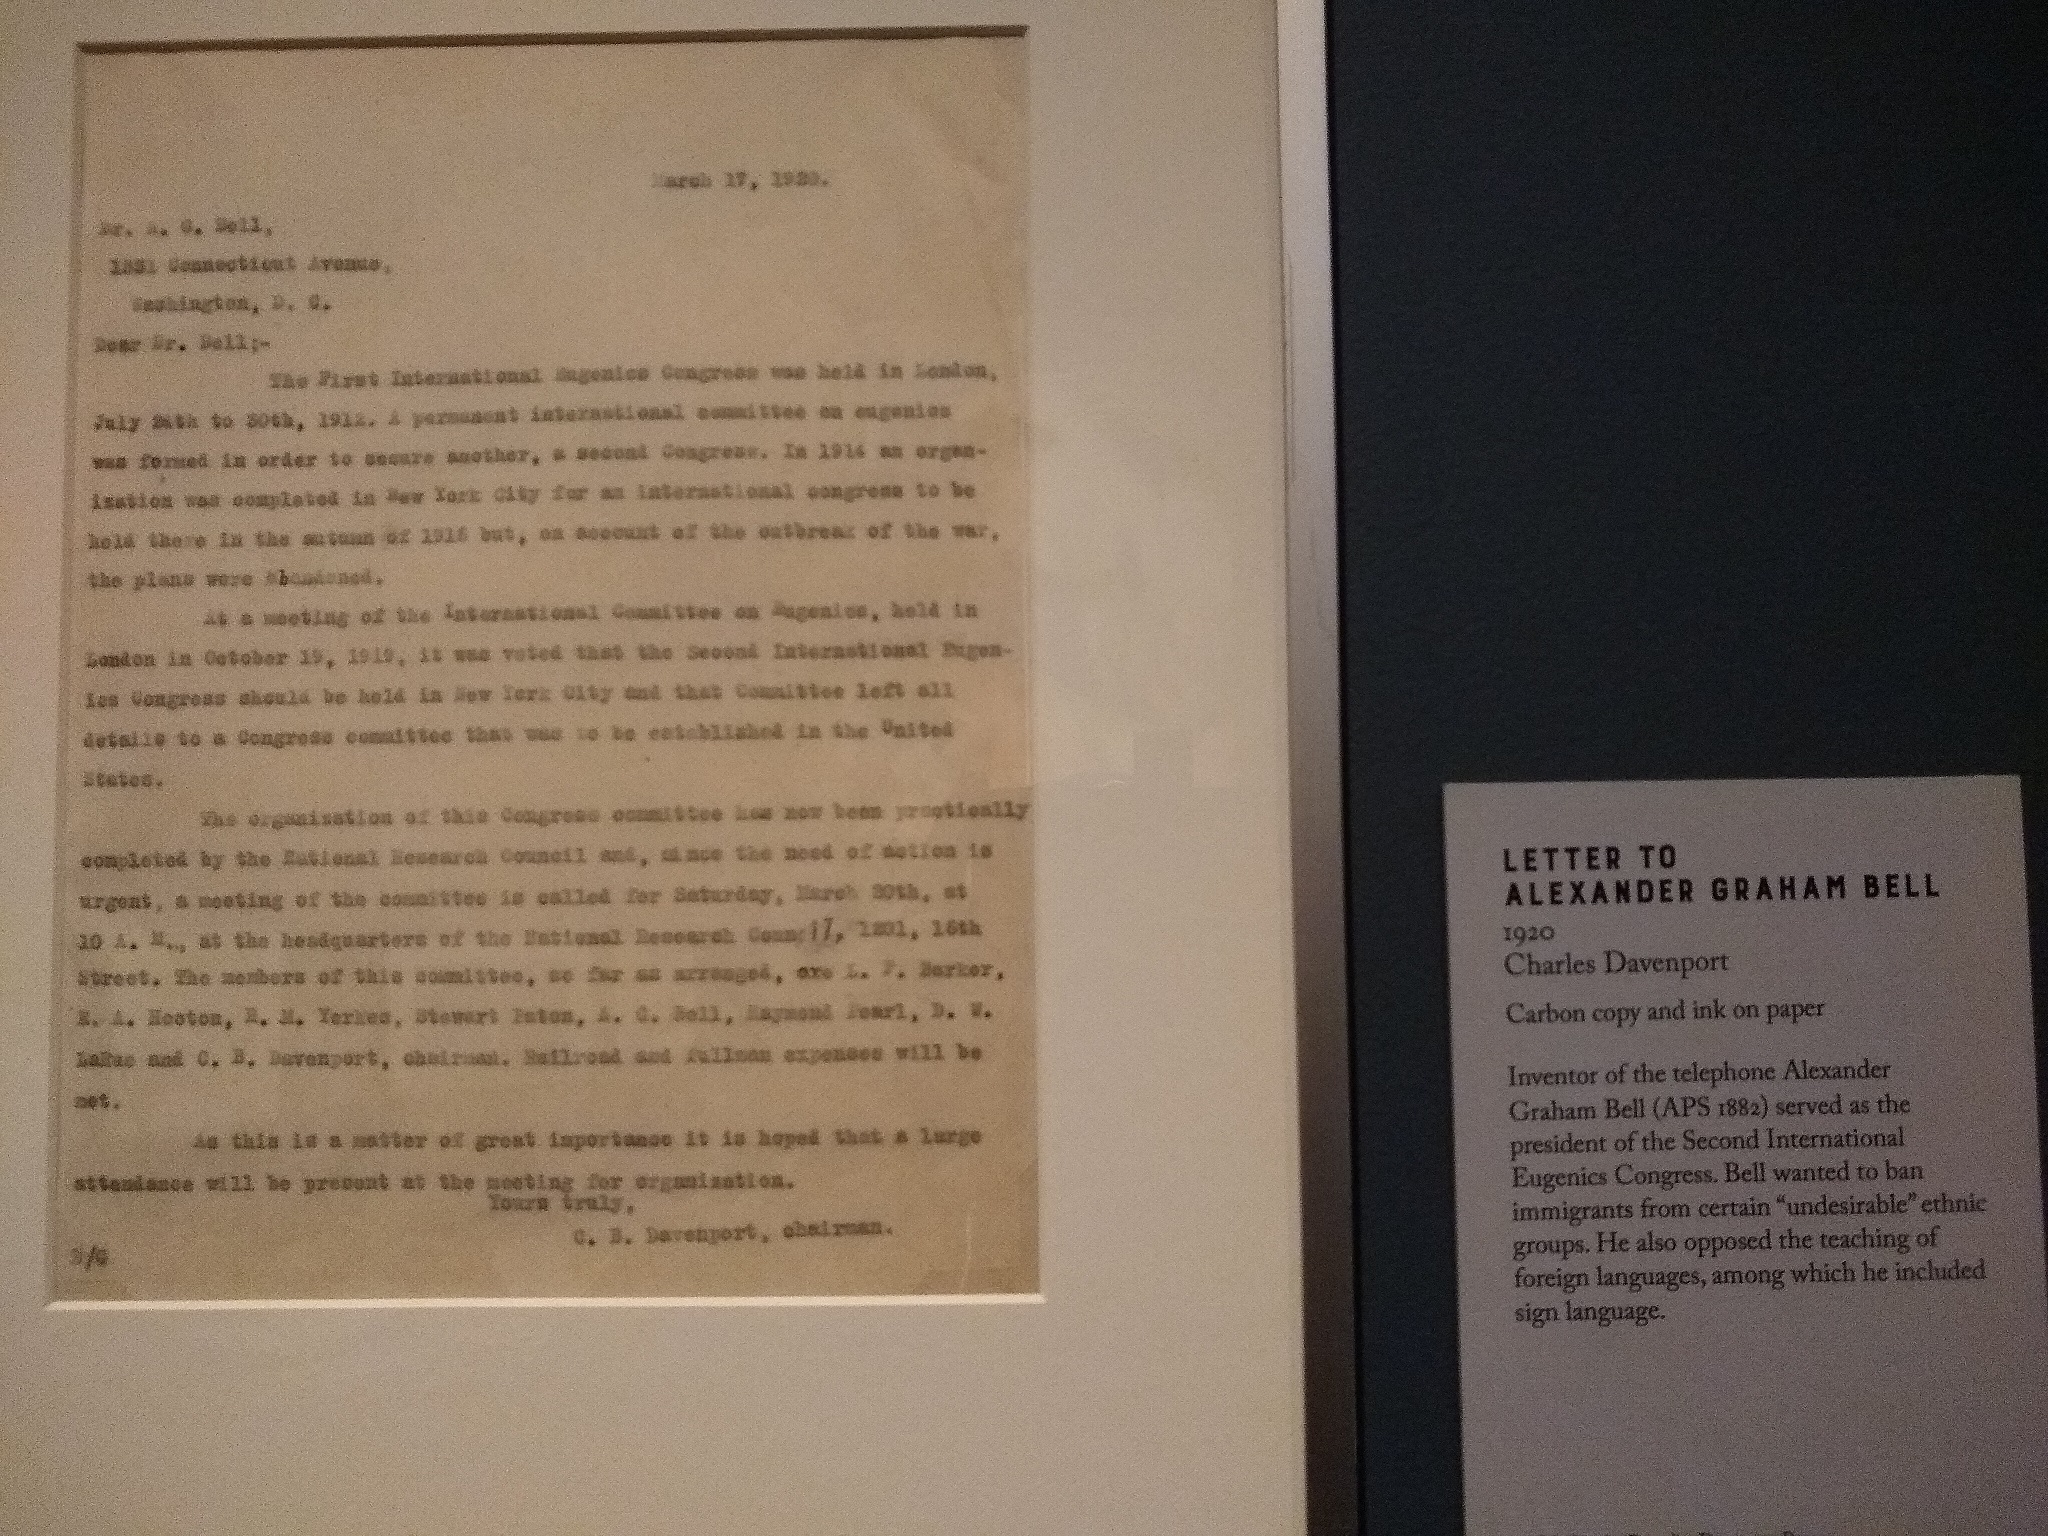 March 17, 1920.
Dr. A. G. Bell,
1331 Connecticut Avenue,
Washington, D. C.
Dear Dr. Bell;-
The First International Eugenics Congress was held in London,
July 24th to 30th, 1912. A permanent international committee on eugenics
was formed in order to secure another, a second Congress. In 1914 an organ-
ization was completed in New York City for an international congress to be
held there in the autumn of 1915 but, on account of the outbreak of the war,
the plans were abandoned.
At a meeting of the International Committee on Eugenics, held in
London in October 19, 1919, it was voted that the Second International Eugen-
ics Congress should be held in New York City and that Committee left all
details to a Congress committee that was to be established in the United
States.
The organization of this Congress committee has now been practically
completed by the National Research Council and, since the need of action is
urgent, a meeting of the committee is called for Saturday, March 20th, at
10 A. M., at the headquarters of the National Research Council, 1201, 16th
Street. The members of this committee, so far as arranged, are L. F. Barker,
E. A. Hooton, R. M. Yerkes, Stewart Paton, A. G. Bell, Raymond Pearl, D. W.
LaRue and C. B. Davenport, chairman. Railroad and Pullman expenses will be
met.
As this is a matter of great importance it is hoped that a large
attendance will be present at the meeting for organization.
Yours truly,
C. B. Davenport, chairman.
LETTER TO
ALEXANDER GRAHAM BELL
1920
Charles Davenport
Carbon copy and ink on paper
Inventor of the telephone Alexander
Graham Bell (APS 1882) served as the
president of the Second International
Eugenics Congress. Bell wanted to ban
immigrants from certain “undesirable” ethnic
groups. He also opposed the teaching of
foreign languages, among which he included
sign language.